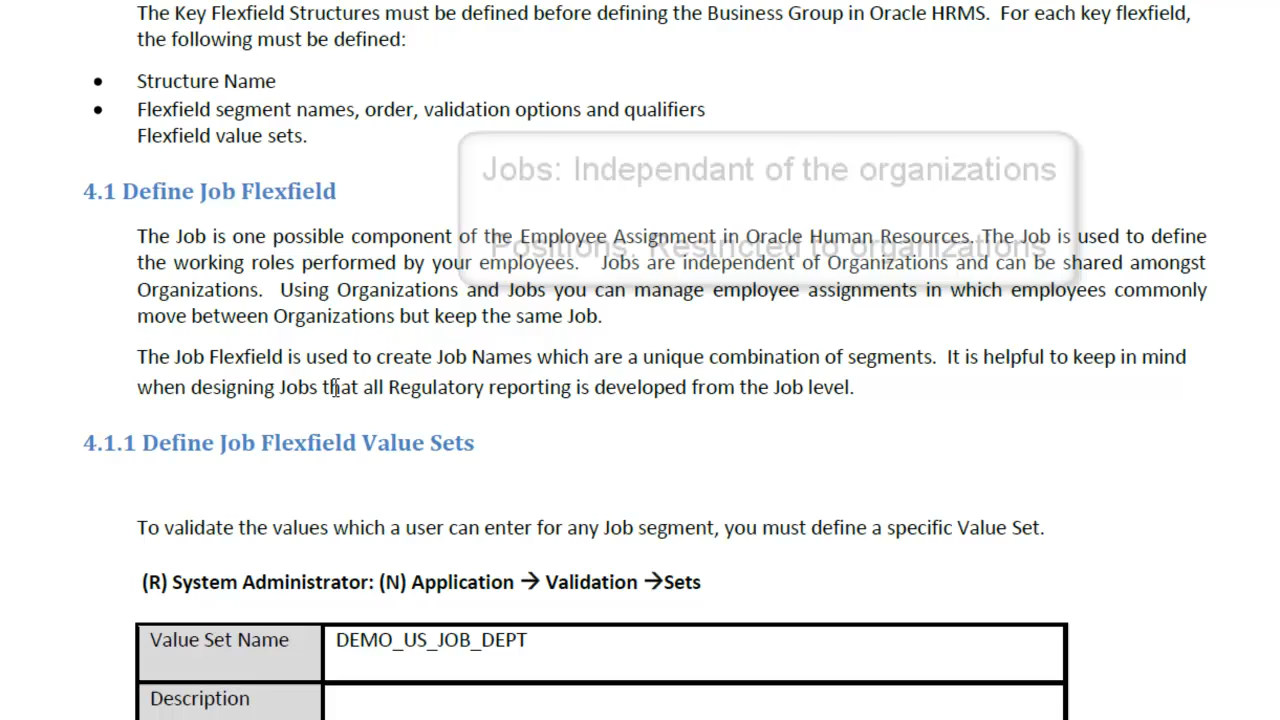 The Key Flexfield Structures must be defined before defining the Business Group in Oracle HRMS. For each key flexfield,
the following must be defined:
• Structure Name
• Flexfield segment names, order, validation options and qualifiers
Flexfield value sets.
Jobs: Independant of the organizations
4.1 Define Job Flexfield
Positions: Restricted to organizations
The Job is one possible component of the Employee Assignment in Oracle Human Resources. The Job is used to define
the working roles performed by your employees. Jobs are independent of Organizations and can be shared amongst
Organizations. Using Organizations and Jobs you can manage employee assignments in which employees commonly
move between Organizations but keep the same Job.
The Job Flexfield is used to create Job Names which are a unique combination of segments. It is helpful to keep in mind
when designing Jobs that all Regulatory reporting is developed from the Job level.
4.1.1 Define Job Flexfield Value Sets
To validate the values which a user can enter for any Job segment, you must define a specific Value Set.
(R) System Administrator: (N) Application → Validation →Sets
Value Set Name DEMO_US_JOB_DEPT
Description